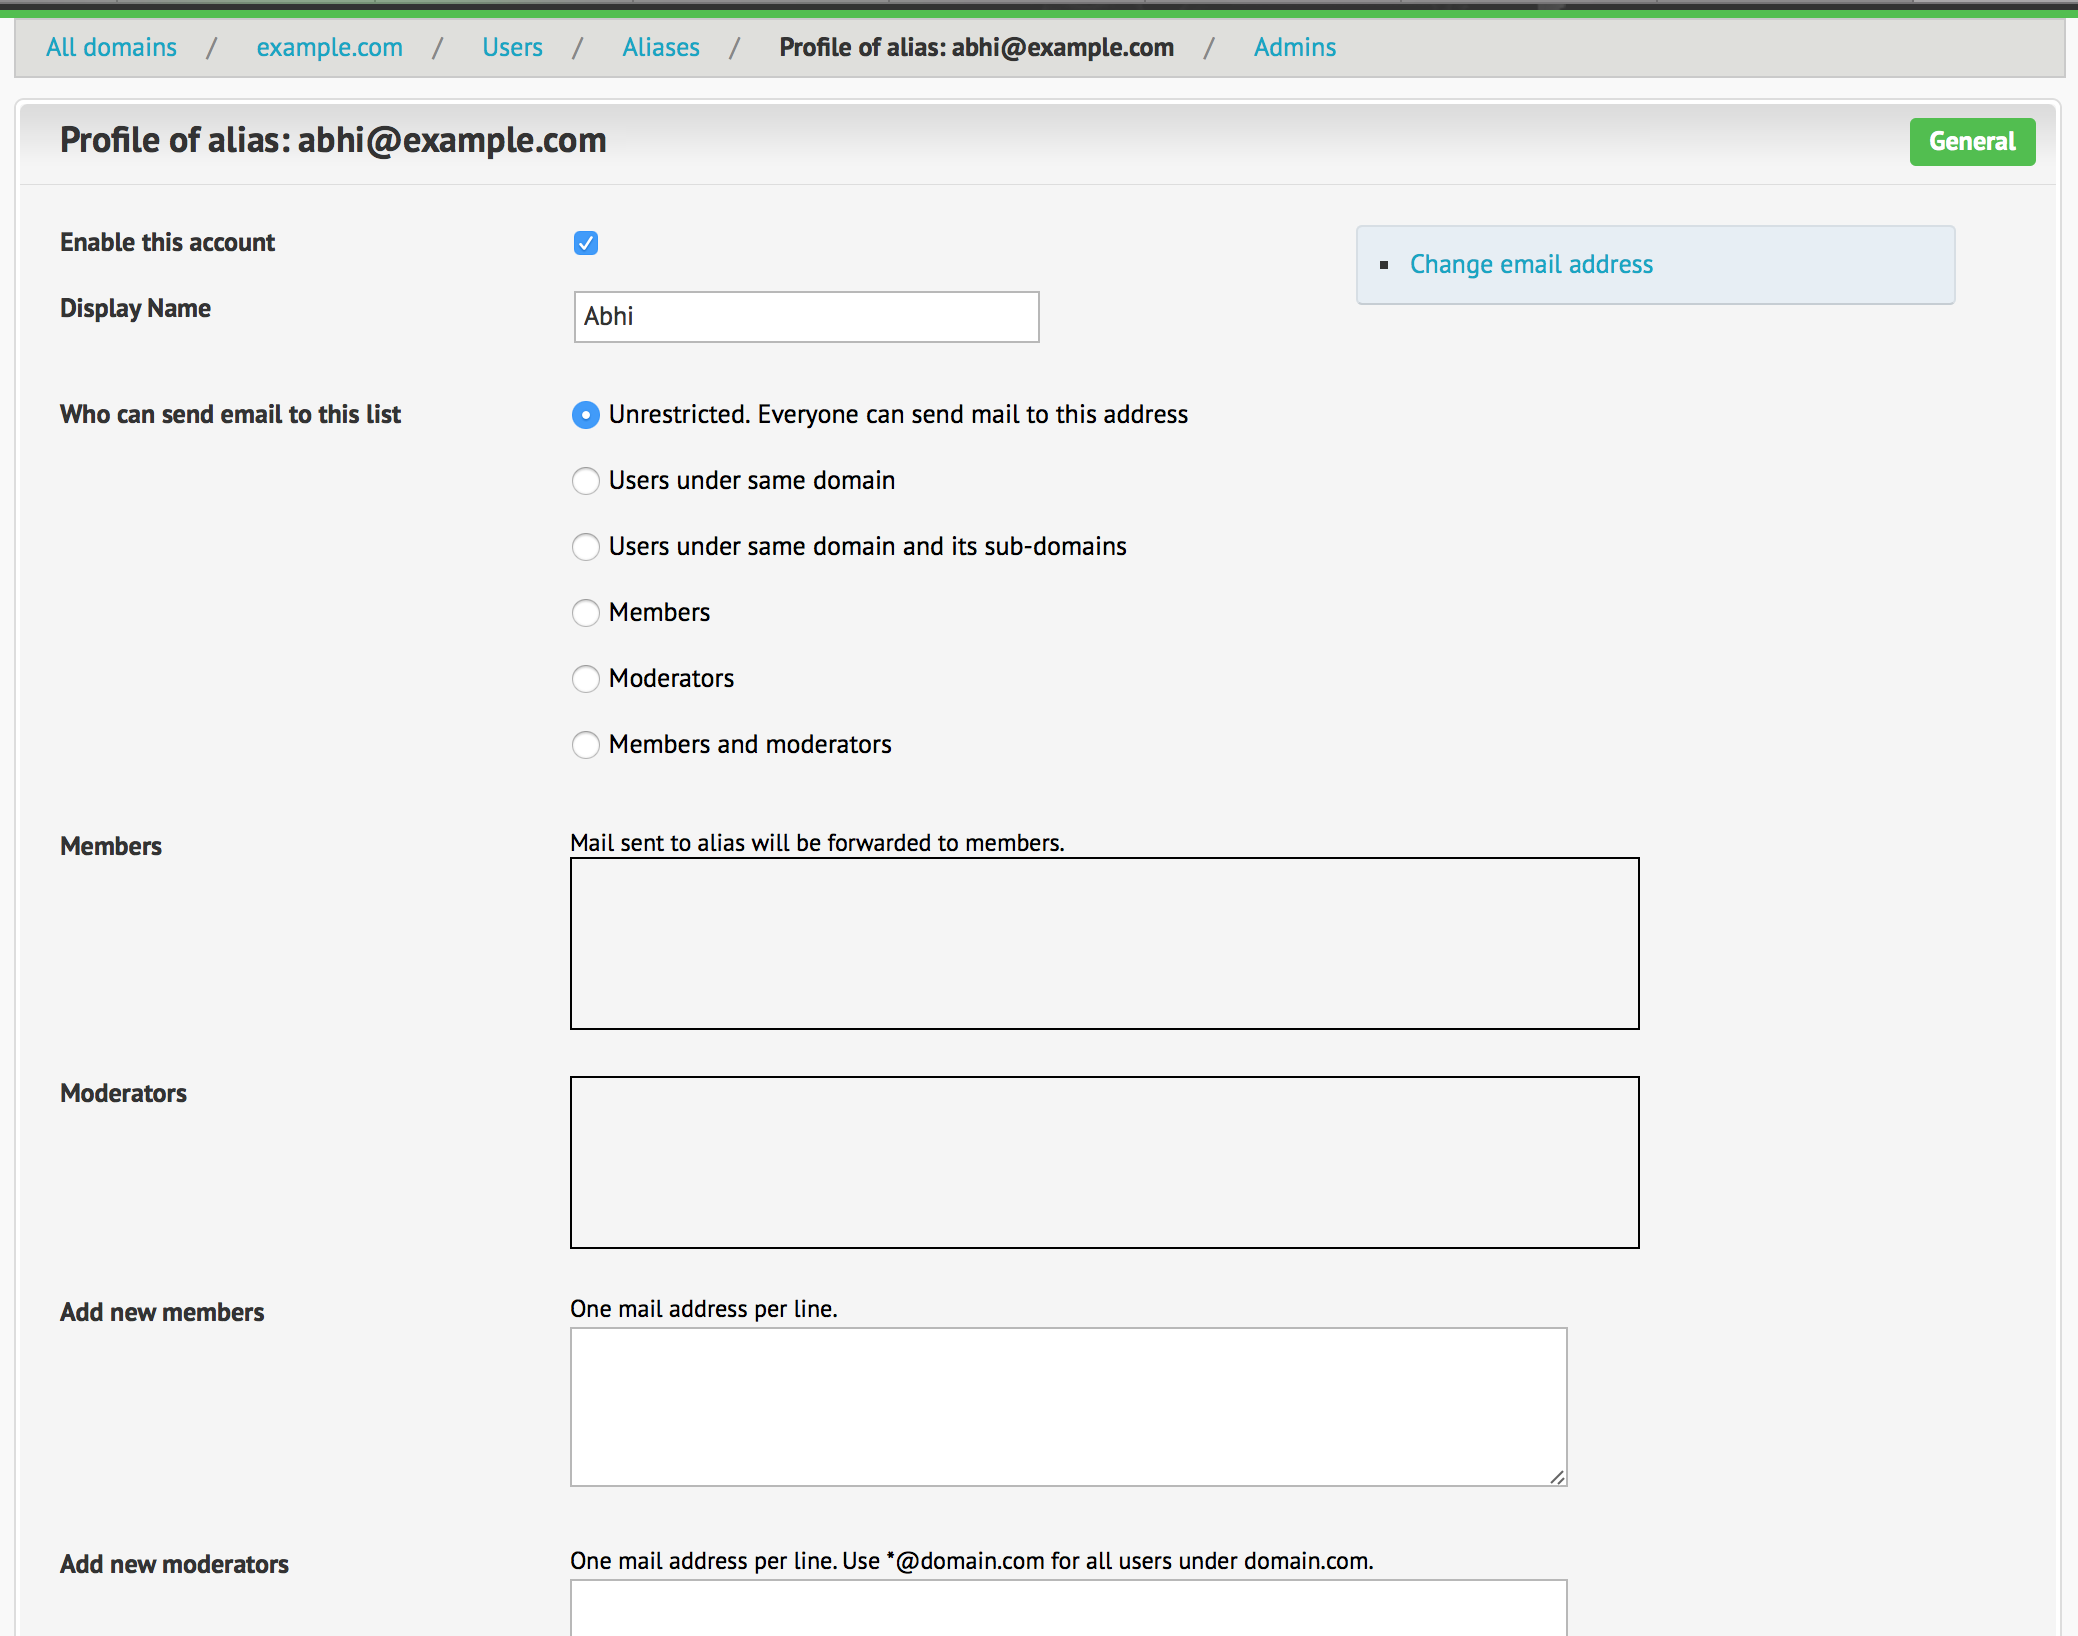 All domains / example.com / Users / Aliases / Profile of alias: abhi@example.com / Admins
Profile of alias: abhi@example.com
General
Enable this account
Change email address
Display Name
Abhi
Who can send email to this list
Unrestricted. Everyone can send mail to this address
Users under same domain
Users under same domain and its sub-domains
Members
Moderators
Members and moderators
Members
Mail sent to alias will be forwarded to members.
Moderators
Add new members
One mail address per line.
Add new moderators
One mail address per line. Use *@domain.com for all users under domain.com.